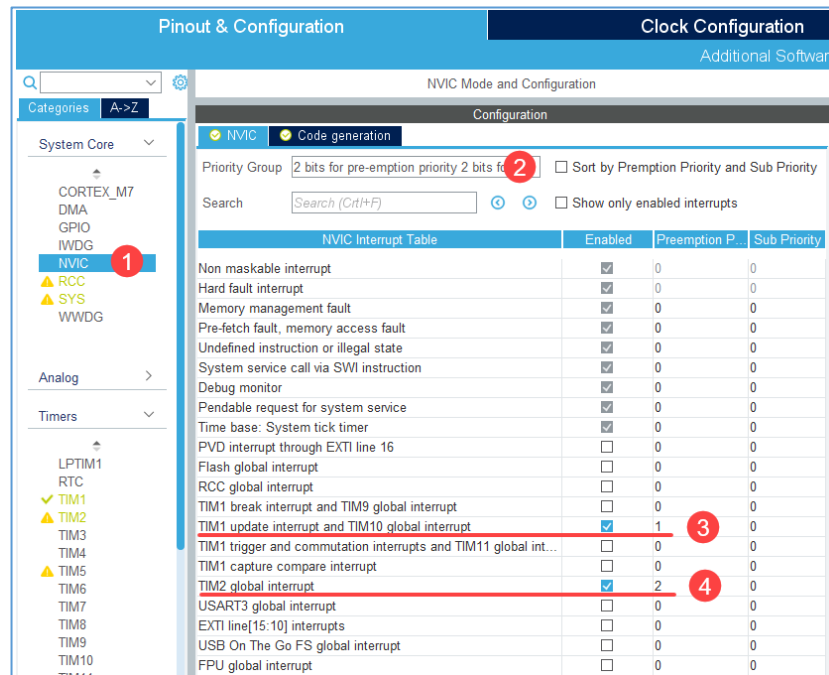 Pinout & Configuration
Clock Configuration
Additional Softwar
NVIC Mode and Configuration
Categories A->Z
Configuration
NVIC Code generation
System Core
Priority Group 2 bits for pre-emption priority 2 bits fo 2 Sort by Premption Priority and Sub Priority
Search Search (Crtl+F) Show only enabled interrupts
CORTEX_M7
DMA
GPIO
IWDG
NVIC 1
RCC
SYS
WWDG
Analog
Timers
LPTIM1
RTC
TIM1
TIM2
TIM3
TIM4
TIM5
TIM6
TIM7
TIM8
TIM9
TIM10
NVIC Interrupt Table Enabled Preemption P... Sub Priority
Non maskable interrupt 0 0
Hard fault interrupt 0 0
Memory management fault 0 0
Pre-fetch fault, memory access fault 0 0
Undefined instruction or illegal state 0 0
System service call via SWI instruction 0 0
Debug monitor 0 0
Pendable request for system service 0 0
Time base: System tick timer 0 0
PVD interrupt through EXTI line 16 0 0
Flash global interrupt 0 0
RCC global interrupt 0 0
TIM1 break interrupt and TIM9 global interrupt 0 0
TIM1 update interrupt and TIM10 global interrupt 1 3 0
TIM1 trigger and commutation interrupts and TIM11 global int... 0 0
TIM1 capture compare interrupt 0 0
TIM2 global interrupt 2 4 0
USART3 global interrupt 0 0
EXTI line[15:10] interrupts 0 0
USB On The Go FS global interrupt 0 0
FPU global interrupt 0 0